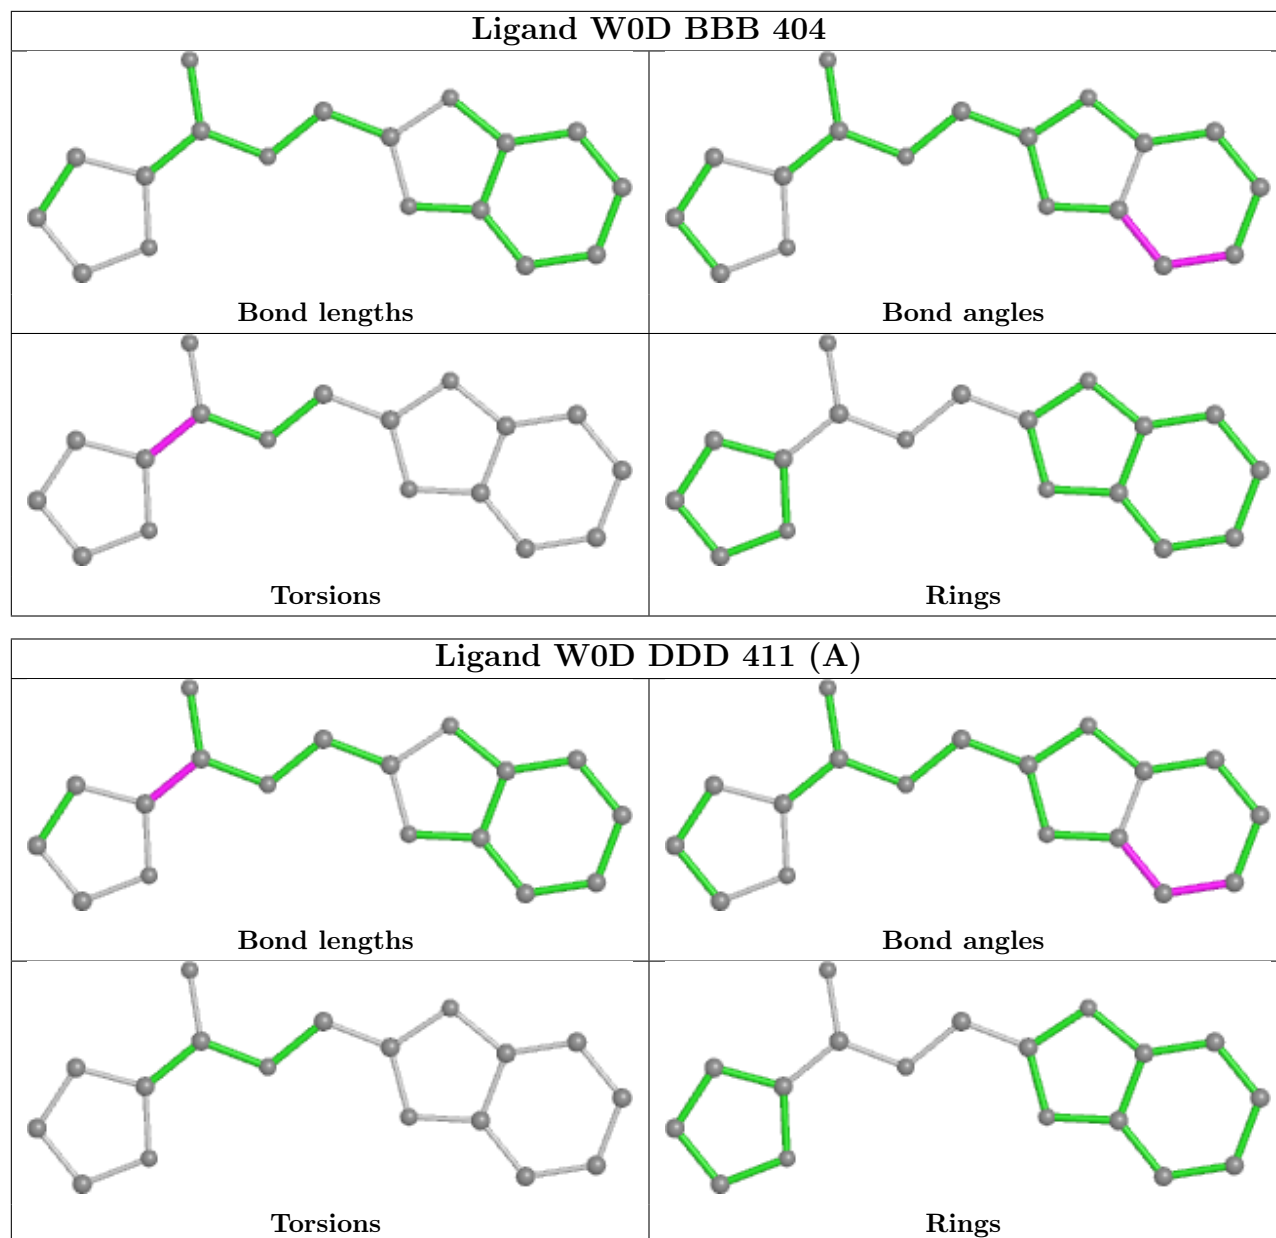 Ligand W0D BBB 404
Bond lengths
Bond angles
Torsions
Rings
Ligand W0D DDD 411 (A)
Bond lengths
Bond angles
Torsions
Rings